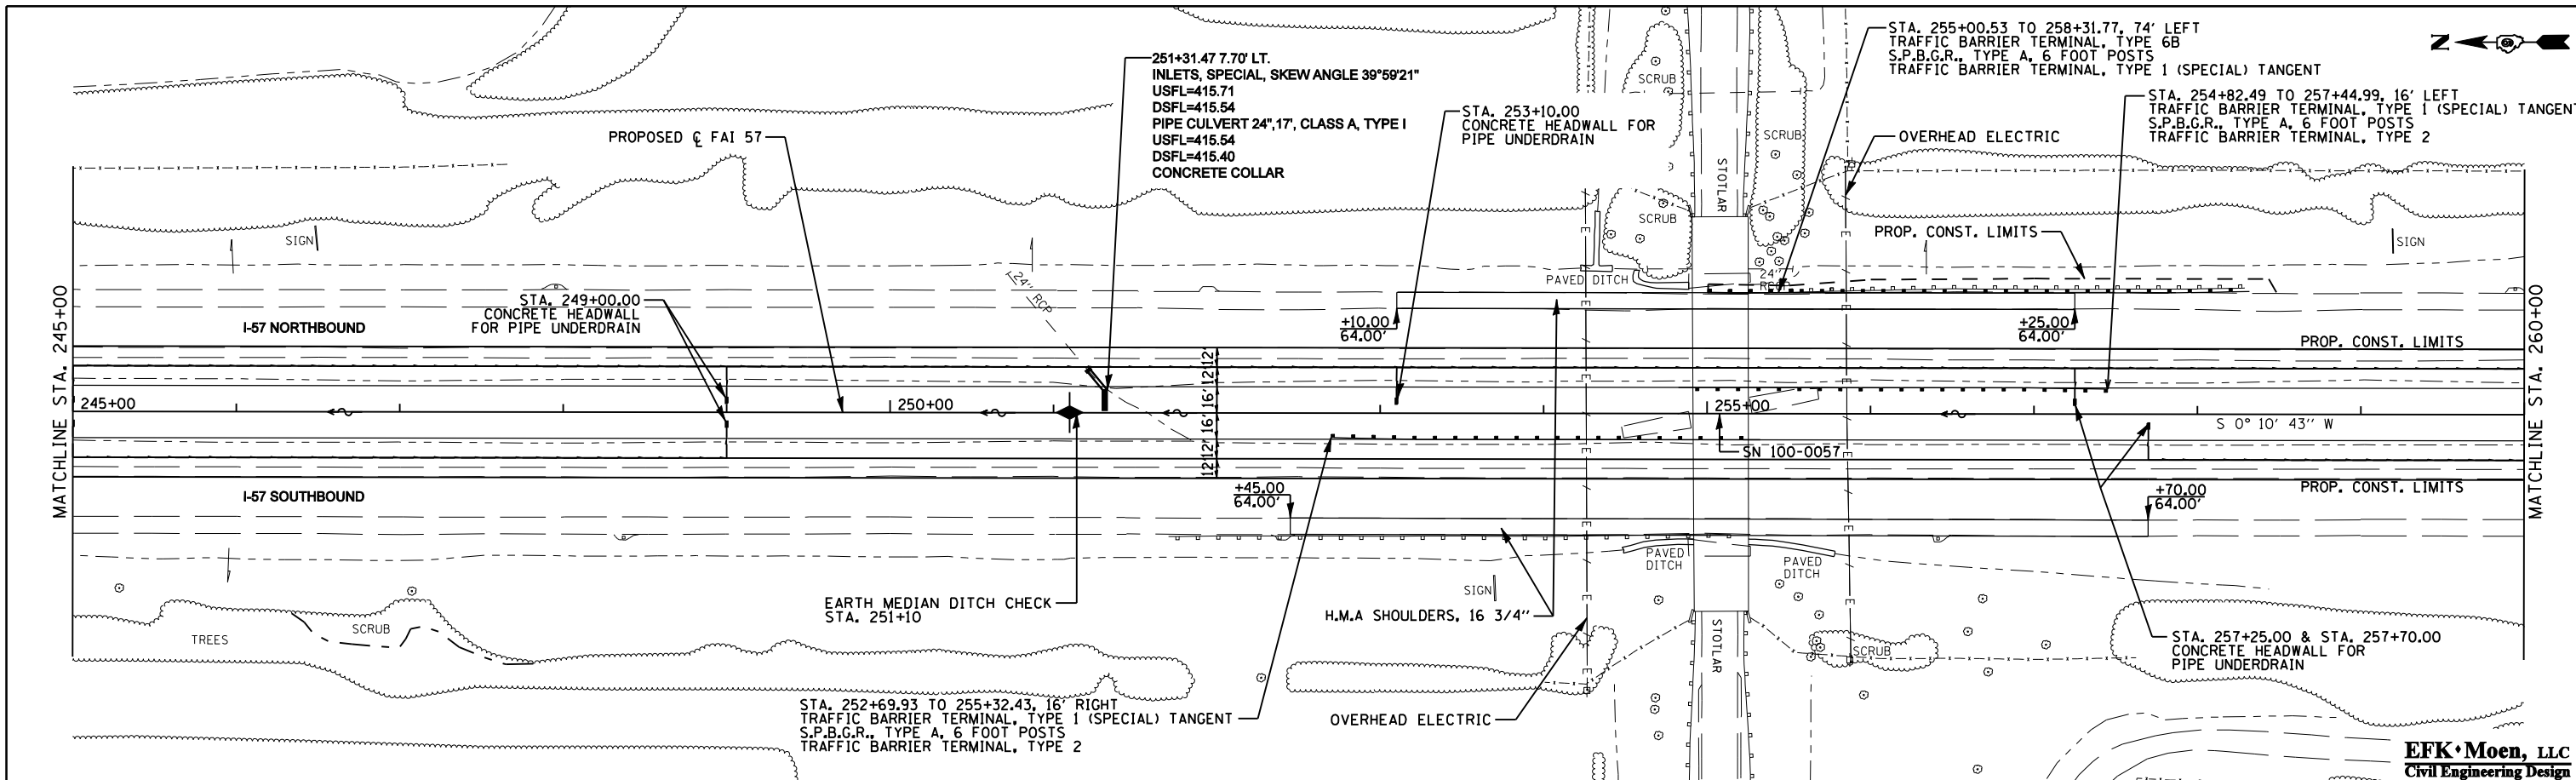 STA. 255+00.53 TO 258+31.77, 74' LEFT
TRAFFIC BARRIER TERMINAL, TYPE 6B
S.P.B.G.R., TYPE A, 6 FOOT POSTS
TRAFFIC BARRIER TERMINAL, TYPE 1 (SPECIAL) TANGENT
N
251+31.47 7.70' LT.
INLETS, SPECIAL, SKEW ANGLE 39°59'21"
USFL=415.71
DSFL=415.54
PIPE CULVERT 24",17', CLASS A, TYPE I
USFL=415.54
DSFL=415.40
CONCRETE COLLAR
SCRUB
STA. 254+82.49 TO 257+44.99, 16' LEFT
TRAFFIC BARRIER TERMINAL, TYPE 1 (SPECIAL) TANGENT
S.P.B.G.R., TYPE A, 6 FOOT POSTS
TRAFFIC BARRIER TERMINAL, TYPE 2
STA. 253+10.00
CONCRETE HEADWALL FOR
PIPE UNDERDRAIN
PROPOSED ℄ FAI 57
SCRUB
OVERHEAD ELECTRIC
STOTLAR
SCRUB
SIGN
PROP. CONST. LIMITS
SIGN
24" RCP
PAVED DITCH
24"
MATCHLINE STA. 245+00
STA. 249+00.00
CONCRETE HEADWALL
FOR PIPE UNDERDRAIN
I-57 NORTHBOUND
+10.00
64.00'
+25.00
64.00'
PROP. CONST. LIMITS
MATCHLINE STA. 260+00
12'12'16'16'12'12'
245+00
250+00
255+00
S 0° 10' 43" W
SN 100-0057
I-57 SOUTHBOUND
+45.00
64.00'
+70.00
64.00'
PROP. CONST. LIMITS
PAVED
DITCH
PAVED
DITCH
SIGN
EARTH MEDIAN DITCH CHECK
STA. 251+10
H.M.A SHOULDERS, 16 3/4"
TREES
SCRUB
STOTLAR
SCRUB
STA. 257+25.00 & STA. 257+70.00
CONCRETE HEADWALL FOR
PIPE UNDERDRAIN
STA. 252+69.93 TO 255+32.43, 16' RIGHT
TRAFFIC BARRIER TERMINAL, TYPE 1 (SPECIAL) TANGENT
S.P.B.G.R., TYPE A, 6 FOOT POSTS
TRAFFIC BARRIER TERMINAL, TYPE 2
OVERHEAD ELECTRIC
EFK•Moen, LLC
Civil Engineering Design